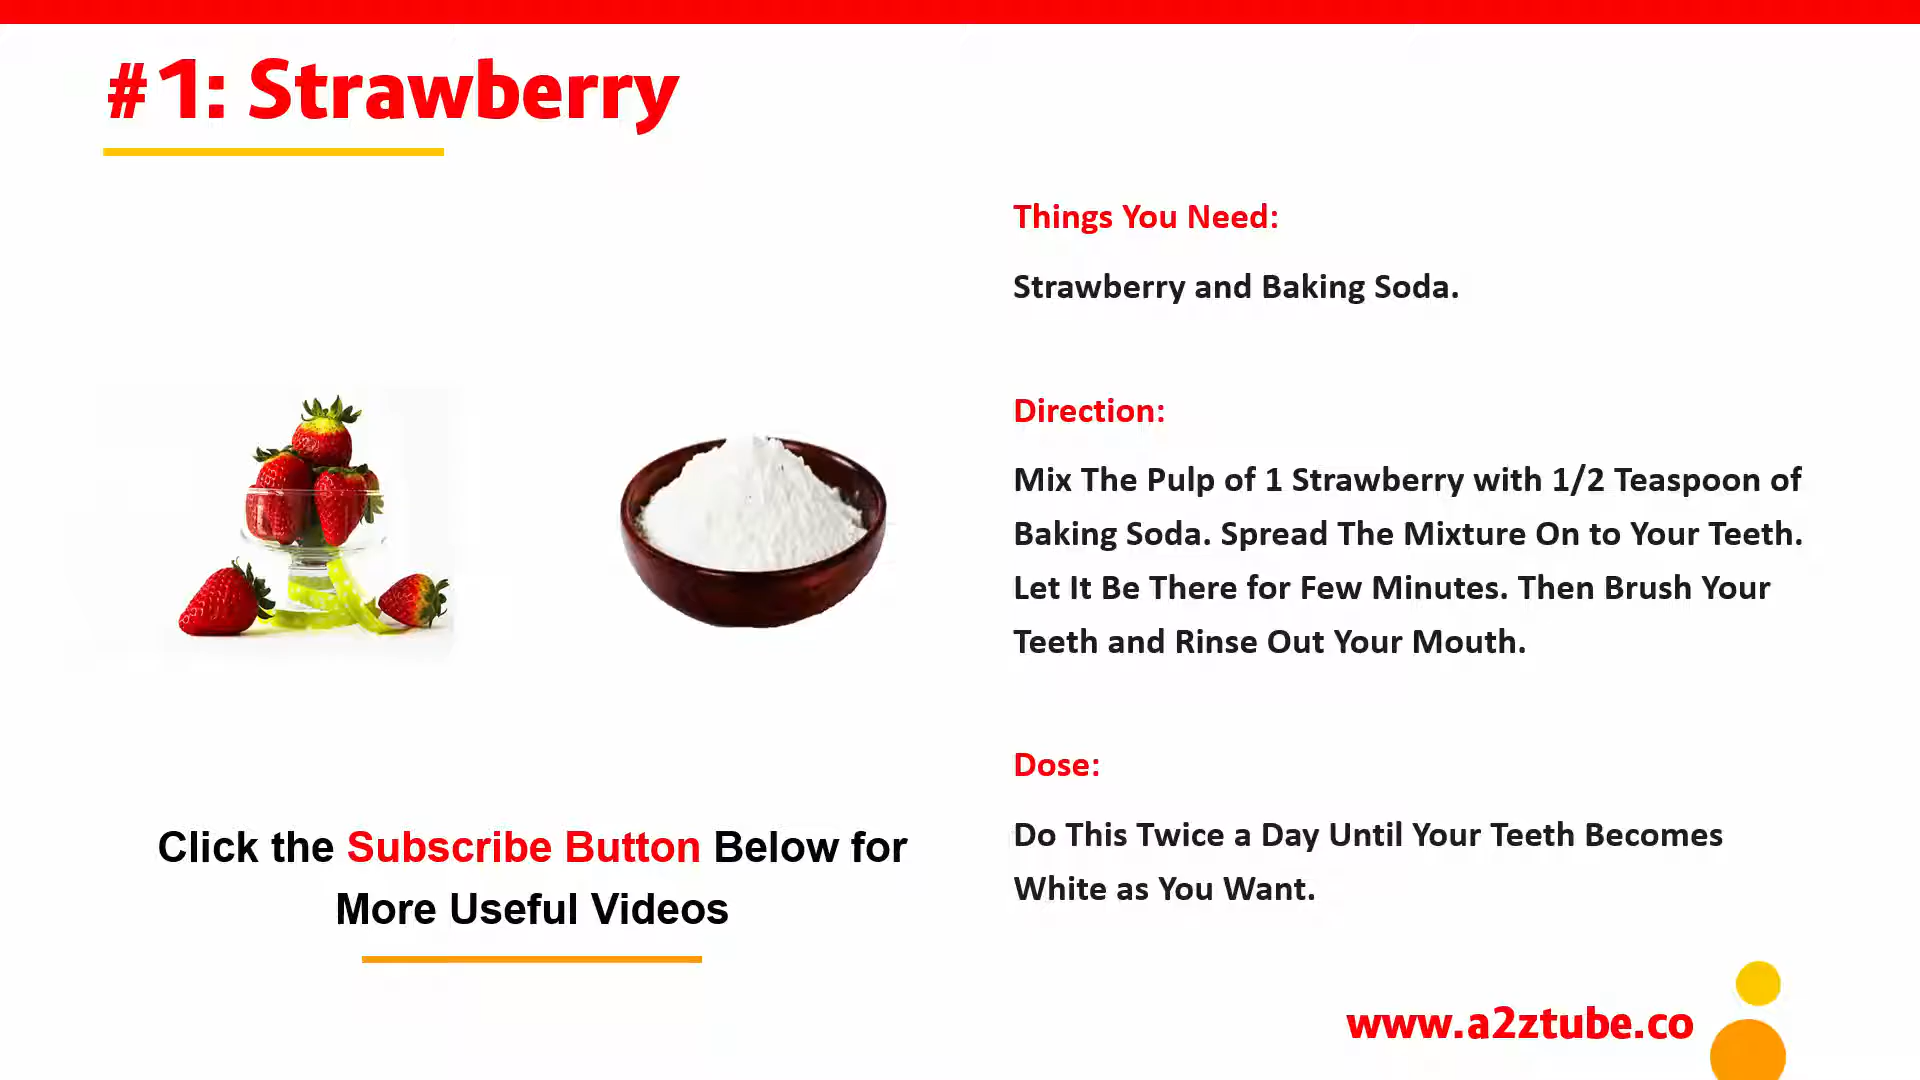 #1: Strawberry
Things You Need:
Strawberry and Baking Soda.
Direction:
Mix The Pulp of 1 Strawberry with 1/2 Teaspoon of
Baking Soda. Spread The Mixture On to Your Teeth.
Let It Be There for Few Minutes. Then Brush Your
Teeth and Rinse Out Your Mouth.
Dose:
Do This Twice a Day Until Your Teeth Becomes
White as You Want.
Click the Subscribe Button Below for
More Useful Videos
www.a2ztube.co